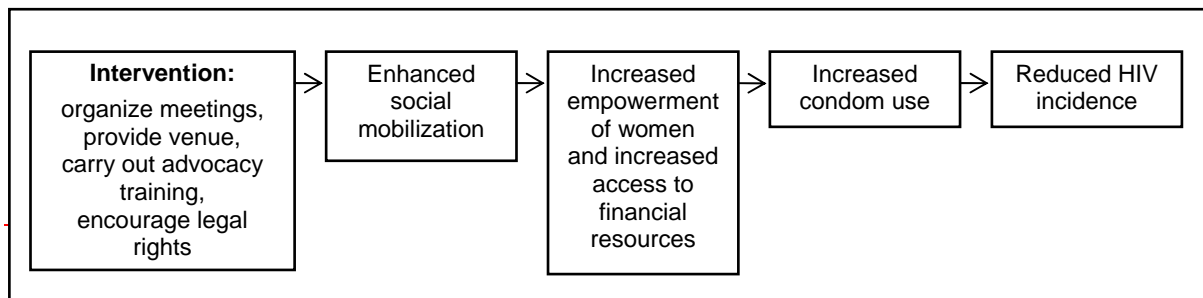 Intervention:
organize meetings,
provide venue,
carry out advocacy
training,
encourage legal
rights
Enhanced
social
mobilization
Increased
empowerment
of women
and increased
access to
financial
resources
Increased
condom use
Reduced HIV
incidence